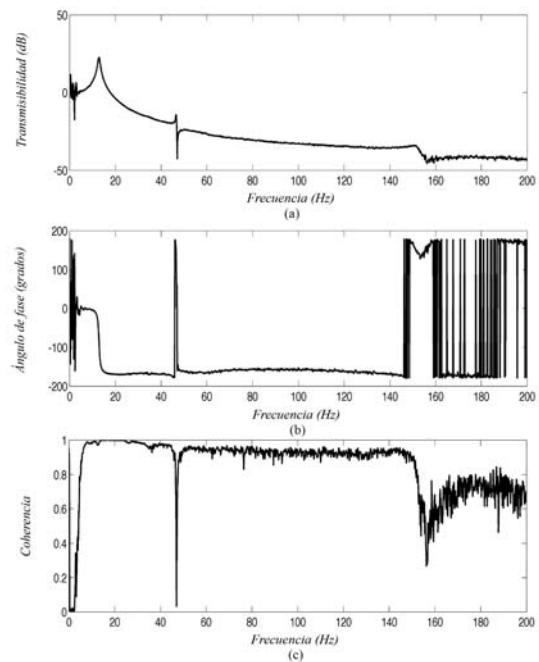 50
0
-50
0 20 40 60 80 100 120 140 160 180 200
Transmisibilidad (dB)
Frecuencia (Hz)
(a)
200
100
0
-100
-200
0 20 40 60 80 100 120 140 160 180 200
Ángulo de fase (grados)
Frecuencia (Hz)
(b)
1
0.8
0.6
0.4
0.2
0
0 20 40 60 80 100 120 140 160 180 200
Coherencia
Frecuencia (Hz)
(c)